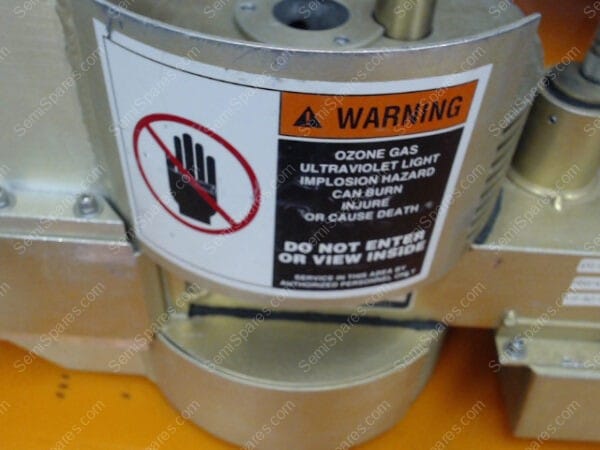 WARNING
OZONE GAS
ULTRAVIOLET LIGHT
IMPLOSION HAZARD
CAN BURN
INJURE
OR CAUSE DEATH
DO NOT ENTER
OR VIEW INSIDE
SERVICE IN THIS AREA BY
AUTHORIZED PERSONNEL ONLY
SemiSpares.com